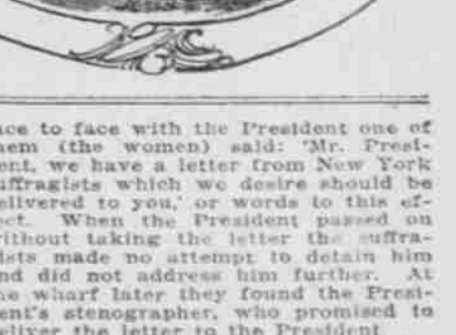 ace to face with the President one of
hem (the women) said: 'Mr. Presi-
ent, we have a letter from New York
uffragists which we desire should be
elivered to you,' or words to this ef-
ect. When the President passed on
ithout taking the letter the suffra-
ists made no attempt to detain him
nd did not address him further. At
he wharf later they found the Presi-
ent's stenographer, who promised to
eliver the letter to the President.